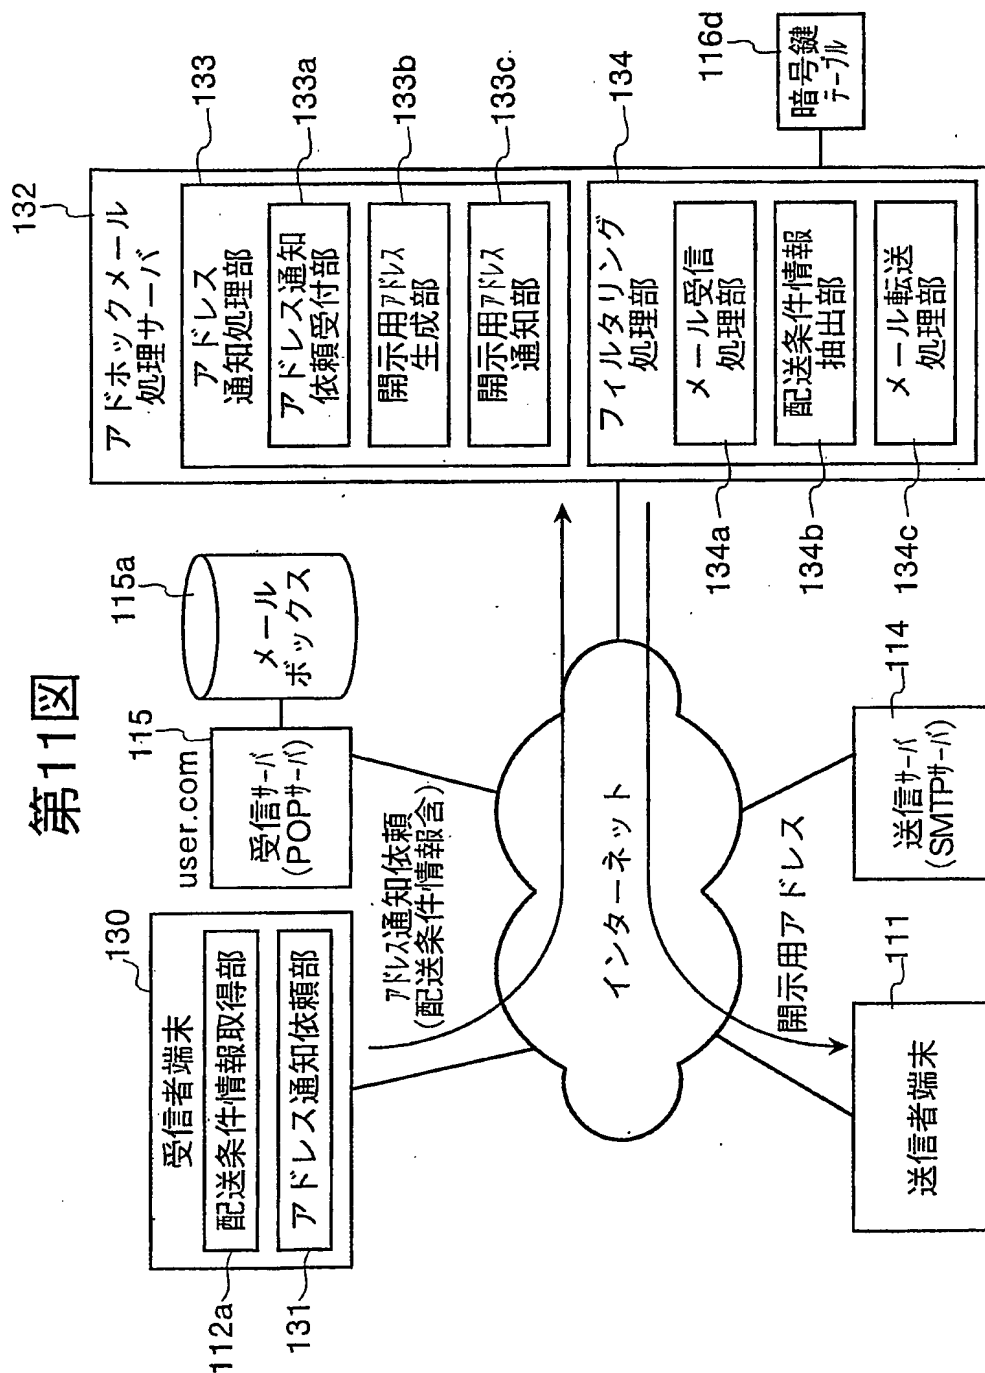 第11図
130
受信者端末
配送条件情報取得部
アドレス通知依頼部
112a
131
user.com
115
受信サーバ
(POPサーバ)
115a
メール
ボックス
アドレス通知依頼
(配送条件情報含)
インターネット
開示用アドレス
111
送信者端末
114
送信サーバ
(SMTPサーバ)
132
アドホックメール
処理サーバ
133
アドレス
通知処理部
133a
アドレス通知
依頼受付部
133b
開示用アドレス
生成部
133c
開示用アドレス
通知部
134
フィルタリング
処理部
メール受信
処理部
134a
配送条件情報
抽出部
134b
メール転送
処理部
134c
116d
暗号鍵
テーブル